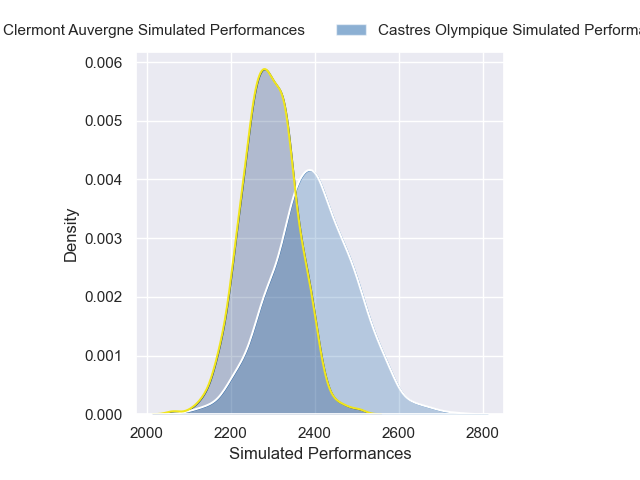 Clermont Auvergne Simulated Performances
Castres Olympique Simulated Performa
0.006
0.005
0.004
0.003
0.002
0.001
0.000
Density
2000 2200 2400 2600 2800
Simulated Performances